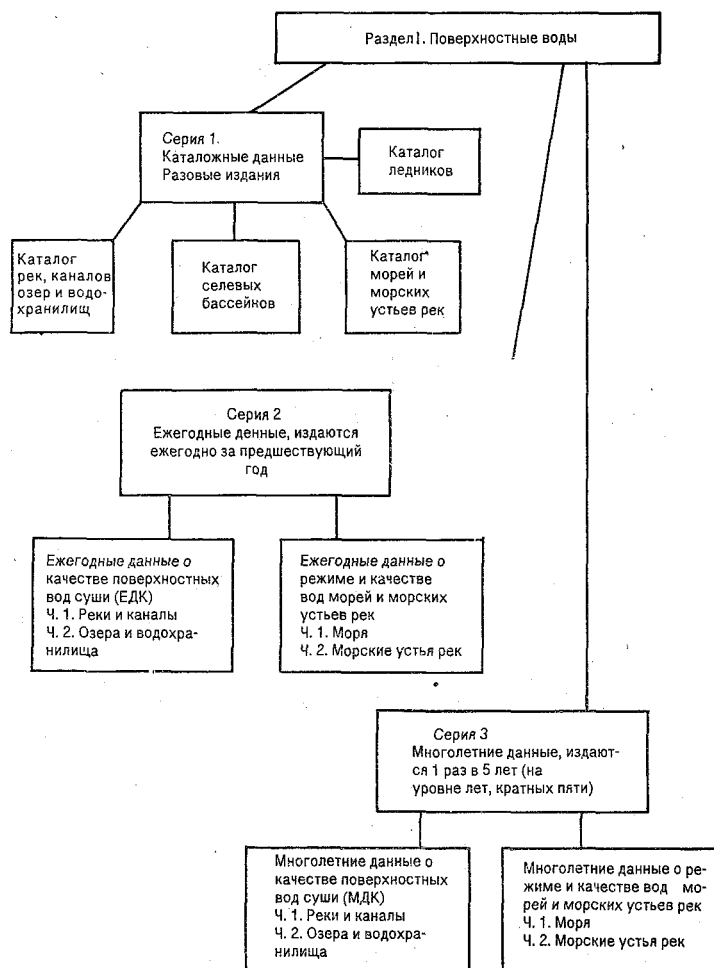 Раздел I. Поверхностные воды
Серия 1.
Каталожные данные
Разовые издания
Каталог
ледников
Каталог
рек, каналов
озер и водо-
хранилищ
Каталог
селевых
бассейнов
Каталог
морей и
морских
устьев рек
Серия 2
Ежегодные денные, издаются
ежегодно за предшествующий
год
Ежегодные данные о
качестве поверхностных
вод суши (ЕДК)
Ч. 1. Реки и каналы
Ч. 2. Озера и водохра-
нилища
Ежегодные данные о
режиме и качестве
вод морей и морских
устьев рек
Ч. 1. Моря
Ч. 2. Морские устья рек
Серия 3
Многолетние данные, издают-
ся 1 раз в 5 лет (на
уровне лет, кратных пяти)
Многолетние данные о
качестве поверхностных
вод суши (МДК)
Ч. 1. Реки и каналы
Ч. 2. Озера и водохра-
нилища
Многолетние данные о ре-
жиме и качестве вод мо-
рей и морских устьев рек
Ч. 1. Моря
Ч. 2. Морские устья рек